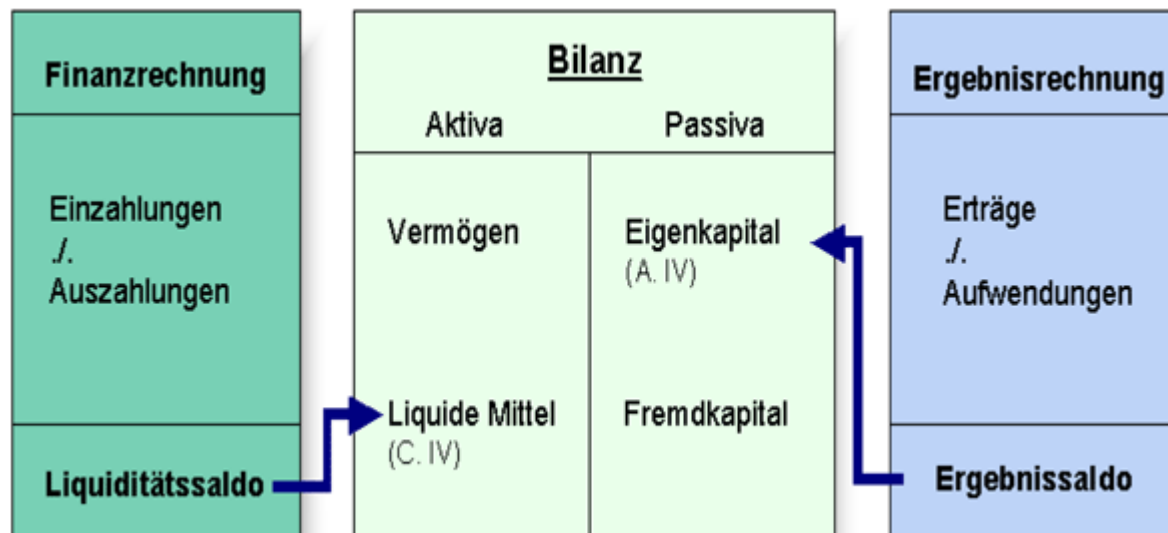 Finanzrechnung
Einzahlungen
./.
Auszahlungen
Liquiditätssaldo
Bilanz
Aktiva
Passiva
Vermögen
Eigenkapital
(A. IV)
Liquide Mittel
(C. IV)
Fremdkapital
Ergebnisrechnung
Erträge
./.
Aufwendungen
Ergebnissaldo